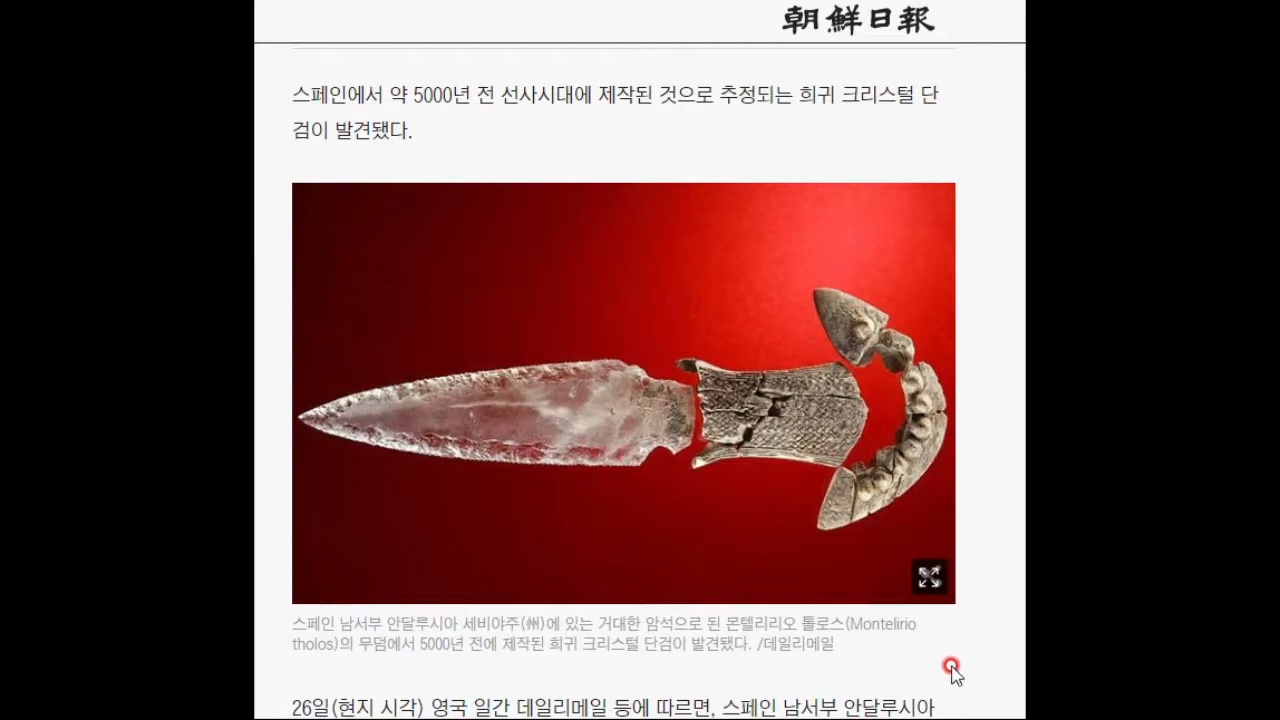 朝鮮日報
스페인에서 약 5000년 전 선사시대에 제작된 것으로 추정되는 희귀 크리스털 단
검이 발견됐다.
스페인 남서부 안달루시아 세비야주(州)에 있는 거대한 암석으로 된 몬텔리리오 톨로스(Montelirio
tholos)의 무덤에서 5000년 전에 제작된 희귀 크리스털 단검이 발견됐다. /데일리메일
26일(현지 시각) 영국 일간 데일리메일 등에 따르면, 스페인 남서부 안달루시아